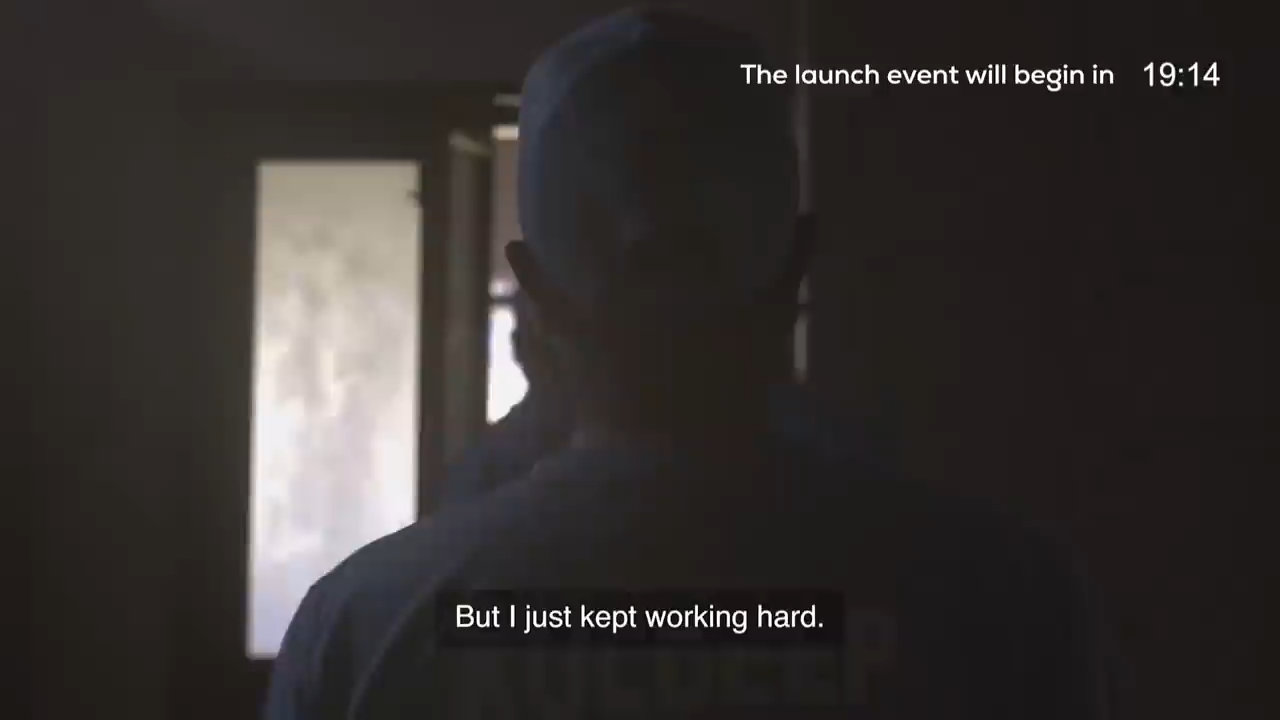 The launch event will begin in 19:14
But I just kept working hard.